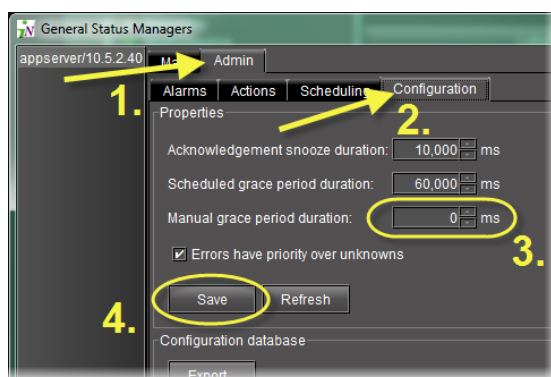 General Status Managers
appserver/10.5.2.40 Admin
1.
Alarms Actions Scheduling Configuration
Properties
2.
Acknowledgement snooze duration: 10,000 ms
Scheduled grace period duration: 60,000 ms
Manual grace period duration: 0 ms
3.
Errors have priority over unknowns
4.
Save Refresh
Configuration database
Export...